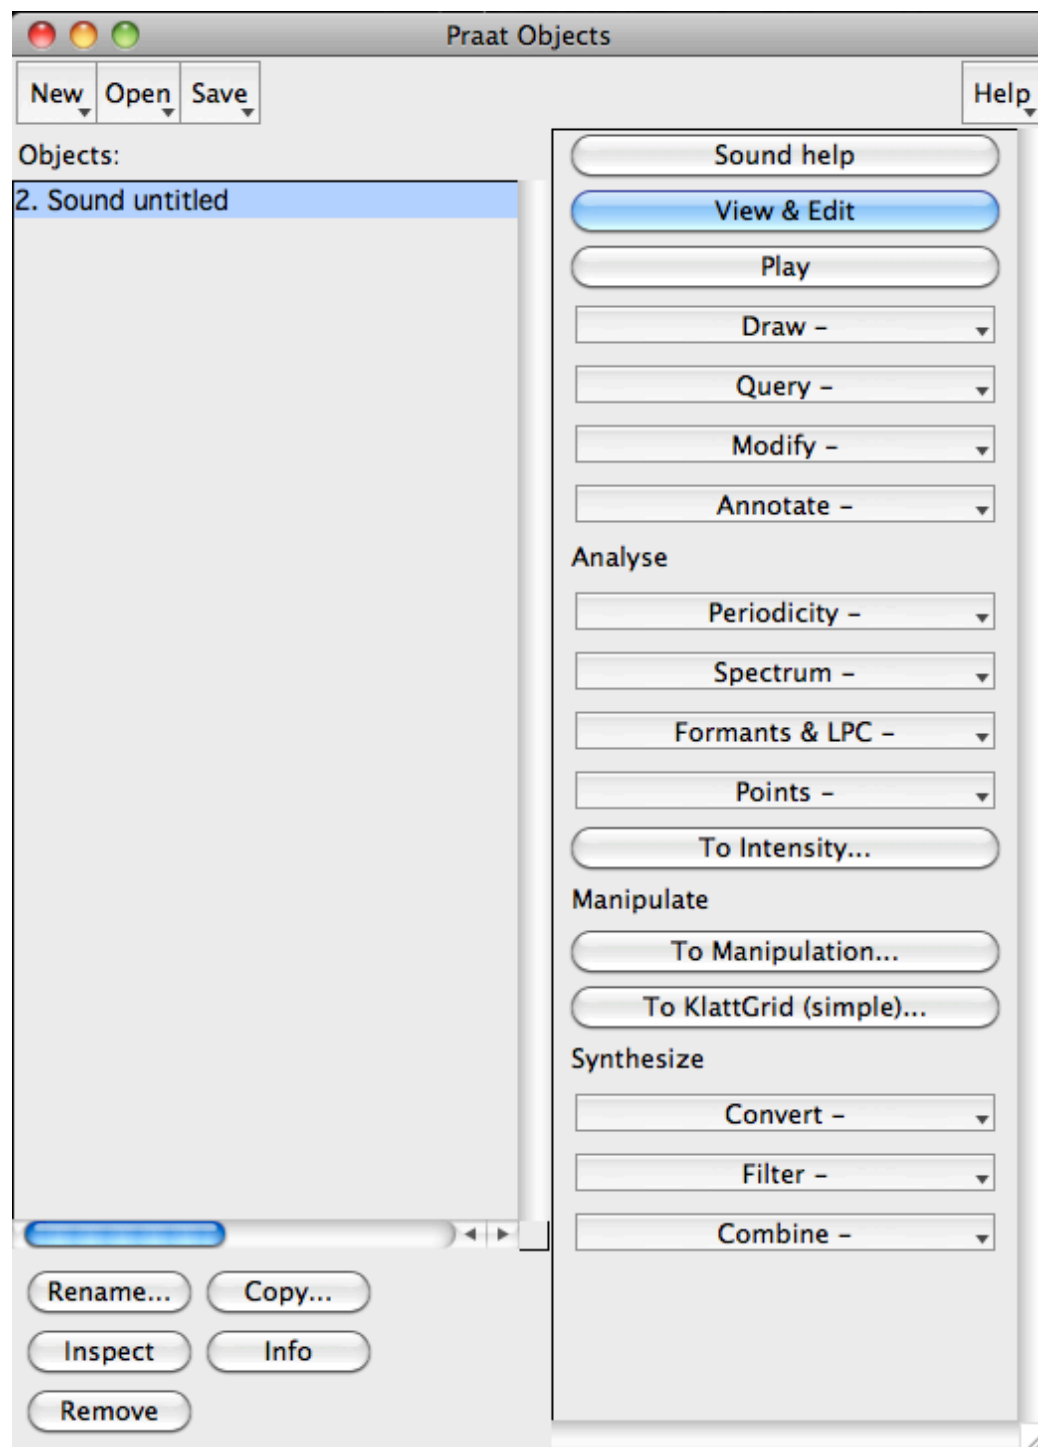 Praat Objects
New Open Save Help
Objects:
2. Sound untitled
Sound help
View & Edit
Play
Draw –
Query –
Modify –
Annotate –
Analyse
Periodicity –
Spectrum –
Formants & LPC –
Points –
To Intensity...
Manipulate
To Manipulation...
To KlattGrid (simple)...
Synthesize
Convert –
Filter –
Combine –
Rename... Copy...
Inspect Info
Remove